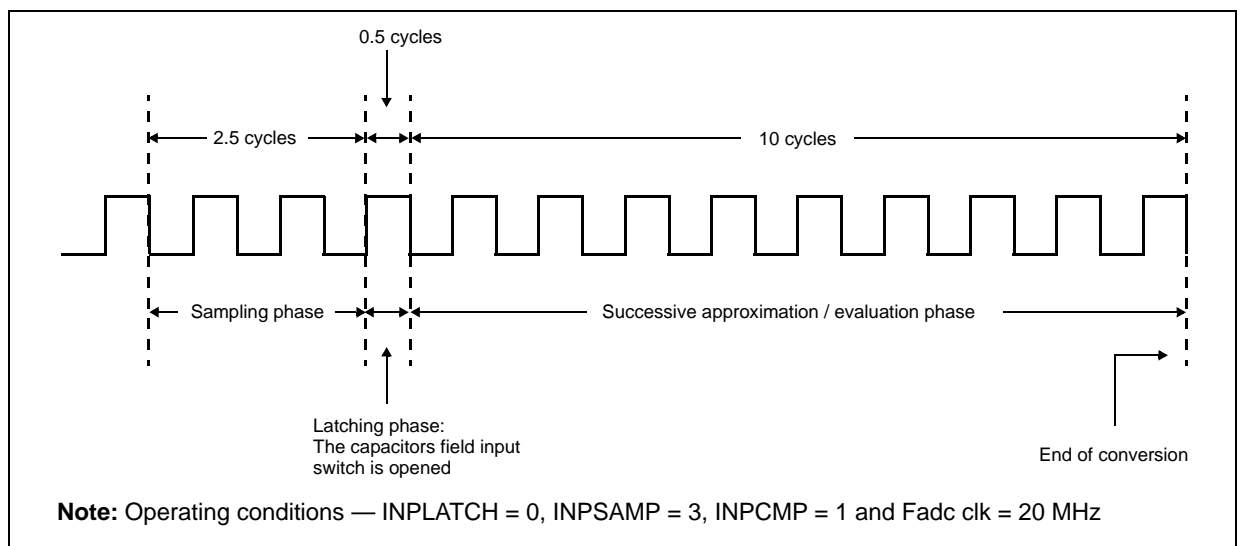 0.5 cycles
2.5 cycles
10 cycles
Sampling phase
Successive approximation / evaluation phase
Latching phase:
The capacitors field input
switch is opened
End of conversion
Note: Operating conditions — INPLATCH = 0, INPSAMP = 3, INPCMP = 1 and Fadc clk = 20 MHz